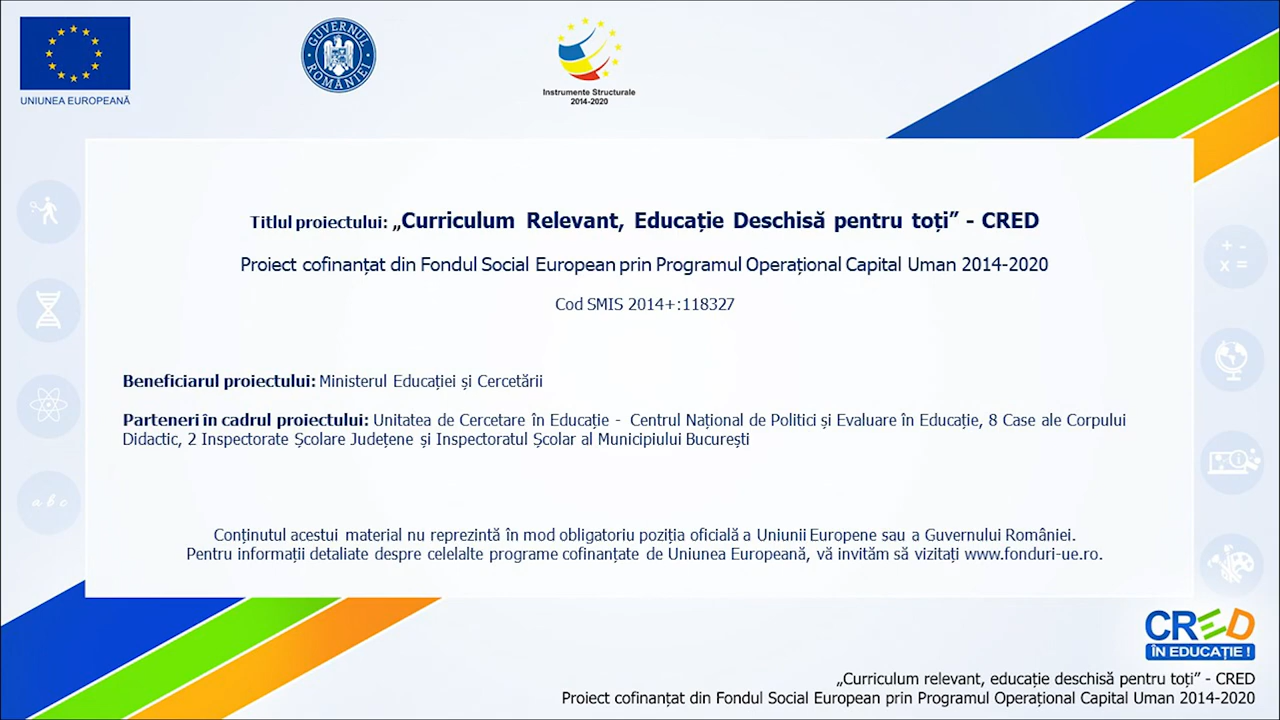 UNIUNEA EUROPEANĂ
GUVERNUL ROMÂNIEI
Instrumente Structurale
2014-2020
Titlul proiectului: „Curriculum Relevant, Educație Deschisă pentru toți” - CRED
Proiect cofinanțat din Fondul Social European prin Programul Operațional Capital Uman 2014-2020
Cod SMIS 2014+:118327
Beneficiarul proiectului: Ministerul Educației și Cercetării
Parteneri în cadrul proiectului: Unitatea de Cercetare în Educație - Centrul Național de Politici și Evaluare în Educație, 8 Case ale Corpului
Didactic, 2 Inspectorate Școlare Județene și Inspectoratul Școlar al Municipiului București
Conținutul acestui material nu reprezintă în mod obligatoriu poziția oficială a Uniunii Europene sau a Guvernului României.
Pentru informații detaliate despre celelalte programe cofinanțate de Uniunea Europeană, vă invităm să vizitați www.fonduri-ue.ro.
+ -
x =
a b c
CRED
ÎN EDUCAȚIE !
„Curriculum relevant, educație deschisă pentru toți” - CRED
Proiect cofinanțat din Fondul Social European prin Programul Operațional Capital Uman 2014-2020